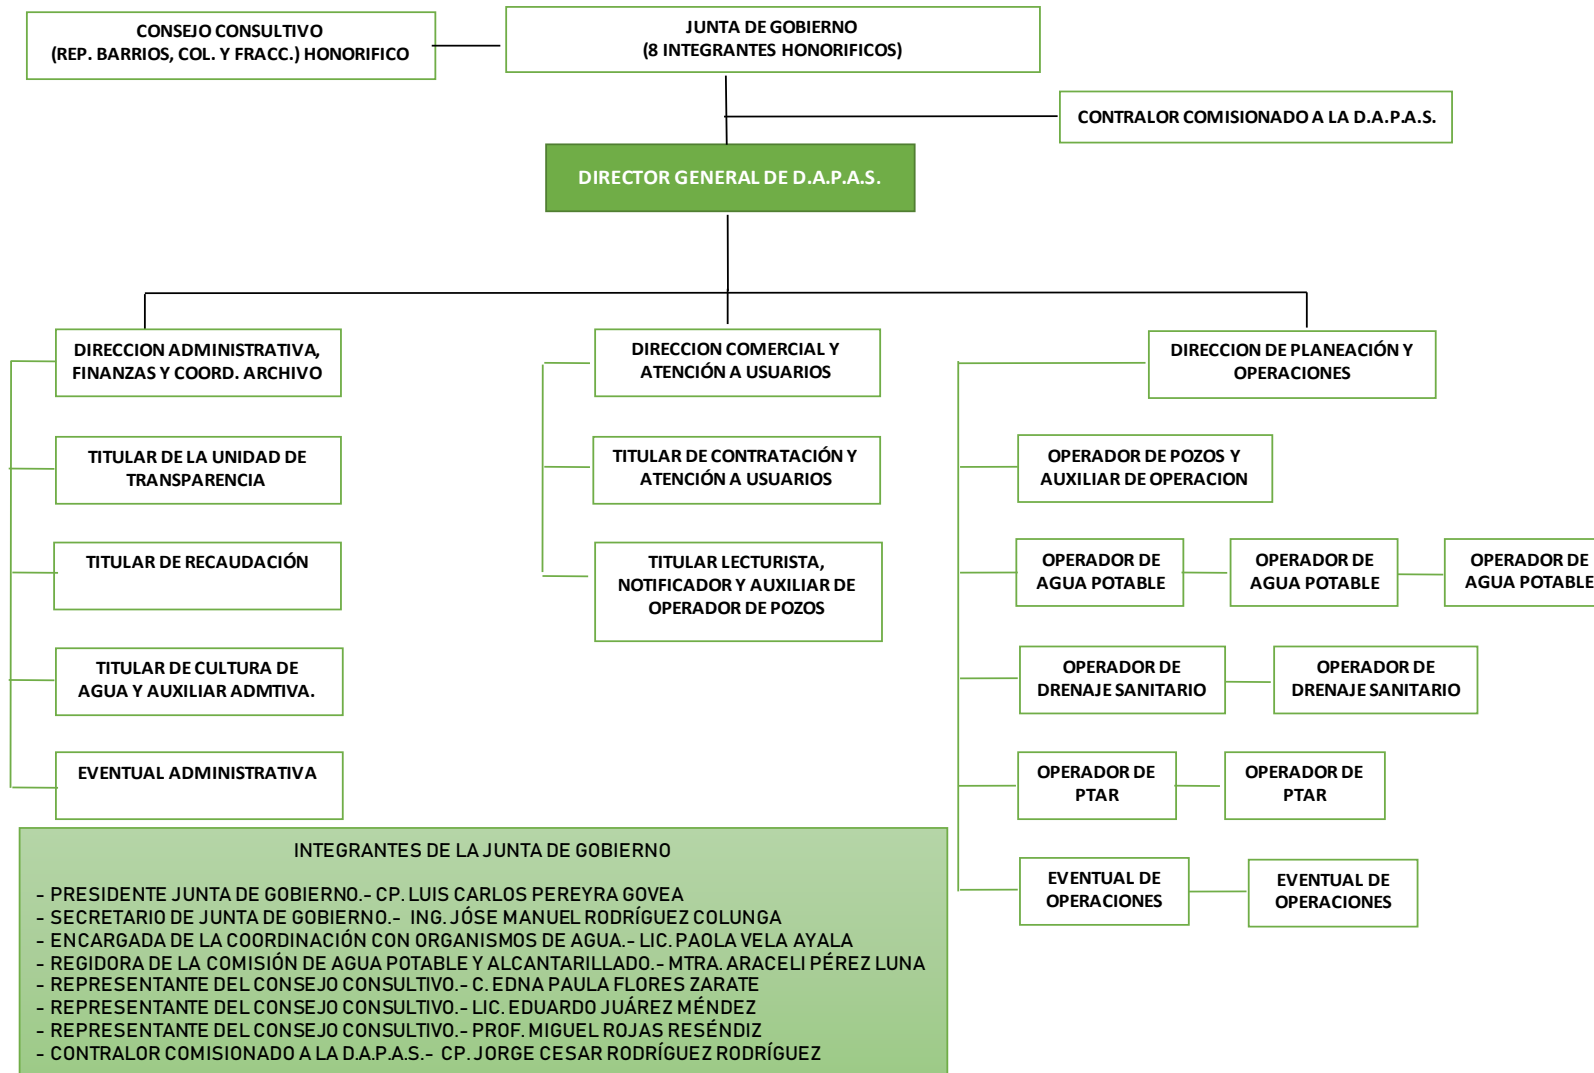 CONSEJO CONSULTIVO
(REP. BARRIOS, COL. Y FRACC.) HONORIFICO
JUNTA DE GOBIERNO
(8 INTEGRANTES HONORIFICOS)
CONTRALOR COMISIONADO A LA D.A.P.A.S.
DIRECTOR GENERAL DE D.A.P.A.S.
DIRECCION ADMINISTRATIVA,
FINANZAS Y COORD. ARCHIVO
TITULAR DE LA UNIDAD DE
TRANSPARENCIA
TITULAR DE RECAUDACIÓN
TITULAR DE CULTURA DE
AGUA Y AUXILIAR ADMTIVA.
EVENTUAL ADMINISTRATIVA
DIRECCION COMERCIAL Y
ATENCIÓN A USUARIOS
TITULAR DE CONTRATACIÓN Y
ATENCIÓN A USUARIOS
TITULAR LECTURISTA,
NOTIFICADOR Y AUXILIAR DE
OPERADOR DE POZOS
DIRECCION DE PLANEACIÓN Y
OPERACIONES
OPERADOR DE POZOS Y
AUXILIAR DE OPERACION
OPERADOR DE
AGUA POTABLE
OPERADOR DE
AGUA POTABLE
OPERADOR DE
AGUA POTABLE
OPERADOR DE
DRENAJE SANITARIO
OPERADOR DE
DRENAJE SANITARIO
OPERADOR DE
PTAR
OPERADOR DE
PTAR
EVENTUAL DE
OPERACIONES
EVENTUAL DE
OPERACIONES
INTEGRANTES DE LA JUNTA DE GOBIERNO
- PRESIDENTE JUNTA DE GOBIERNO.- CP. LUIS CARLOS PEREYRA GOVEA
- SECRETARIO DE JUNTA DE GOBIERNO.- ING. JÓSE MANUEL RODRÍGUEZ COLUNGA
- ENCARGADA DE LA COORDINACIÓN CON ORGANISMOS DE AGUA.- LIC. PAOLA VELA AYALA
- REGIDORA DE LA COMISIÓN DE AGUA POTABLE Y ALCANTARILLADO.- MTRA. ARACELI PÉREZ LUNA
- REPRESENTANTE DEL CONSEJO CONSULTIVO.- C. EDNA PAULA FLORES ZARATE
- REPRESENTANTE DEL CONSEJO CONSULTIVO.- LIC. EDUARDO JUÁREZ MÉNDEZ
- REPRESENTANTE DEL CONSEJO CONSULTIVO.- PROF. MIGUEL ROJAS RESÉNDIZ
- CONTRALOR COMISIONADO A LA D.A.P.A.S.- CP. JORGE CESAR RODRÍGUEZ RODRÍGUEZ